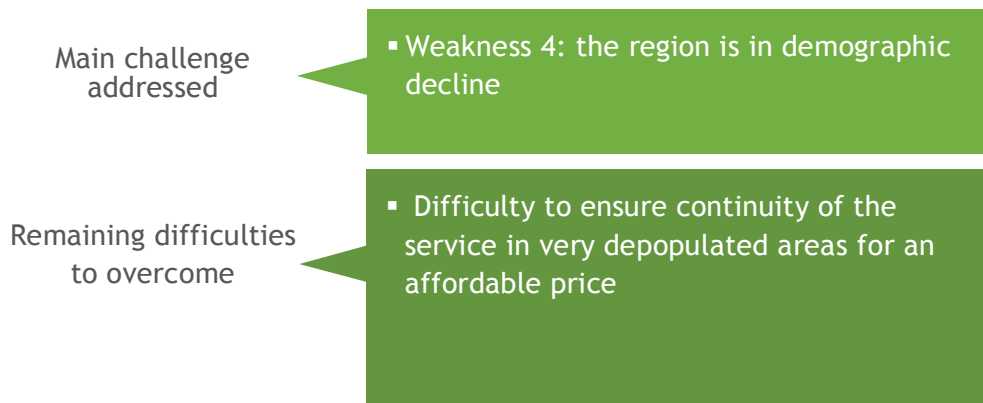 Main challenge
addressed
▪ Weakness 4: the region is in demographic
decline
Remaining difficulties
to overcome
▪ Difficulty to ensure continuity of the
service in very depopulated areas for an
affordable price